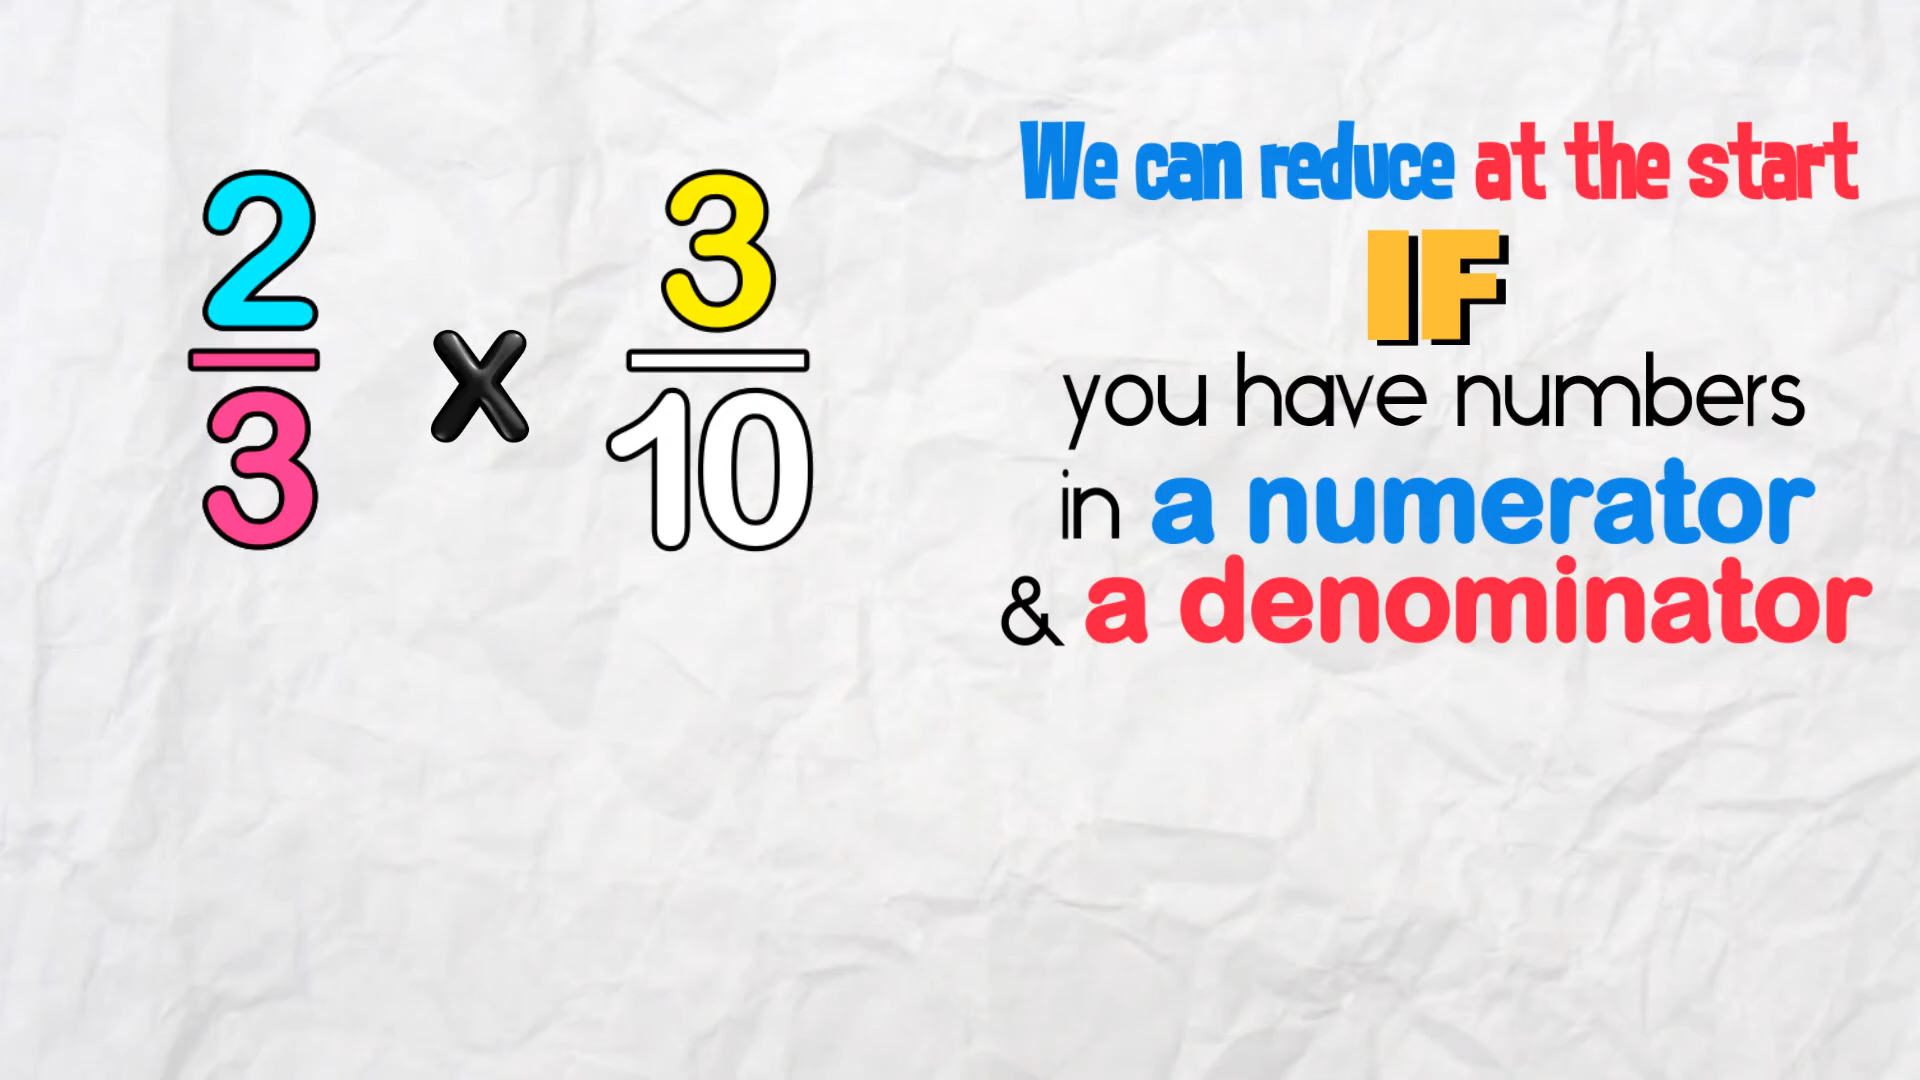 2
3
x
3
10
We can reduce at the start
IF
you have numbers
in a numerator
& a denominator